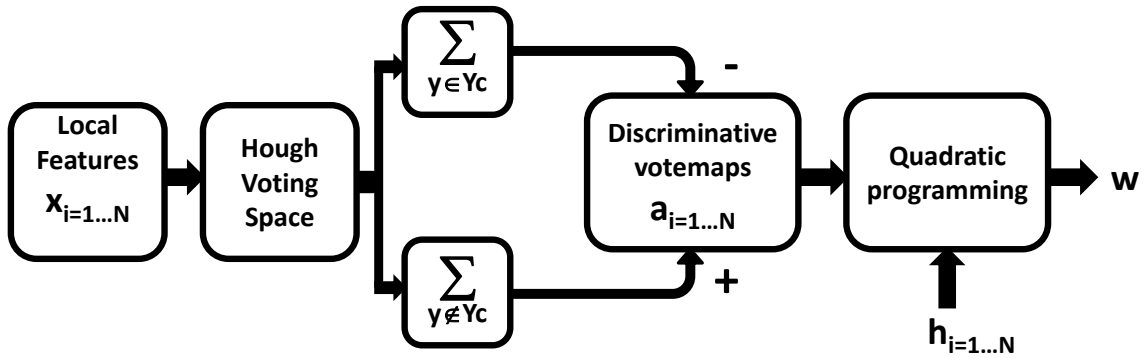 Local
Features
x_{i=1...N}
Hough
Voting
Space
∑
y∈Yc
∑
y∉Yc
-
+
Discriminative
votemaps
a_{i=1...N}
Quadratic
programming
w
h_{i=1...N}